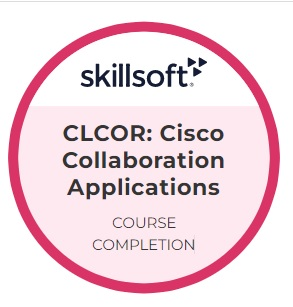 skillsoft®
CLCOR: Cisco
Collaboration
Applications
COURSE
COMPLETION